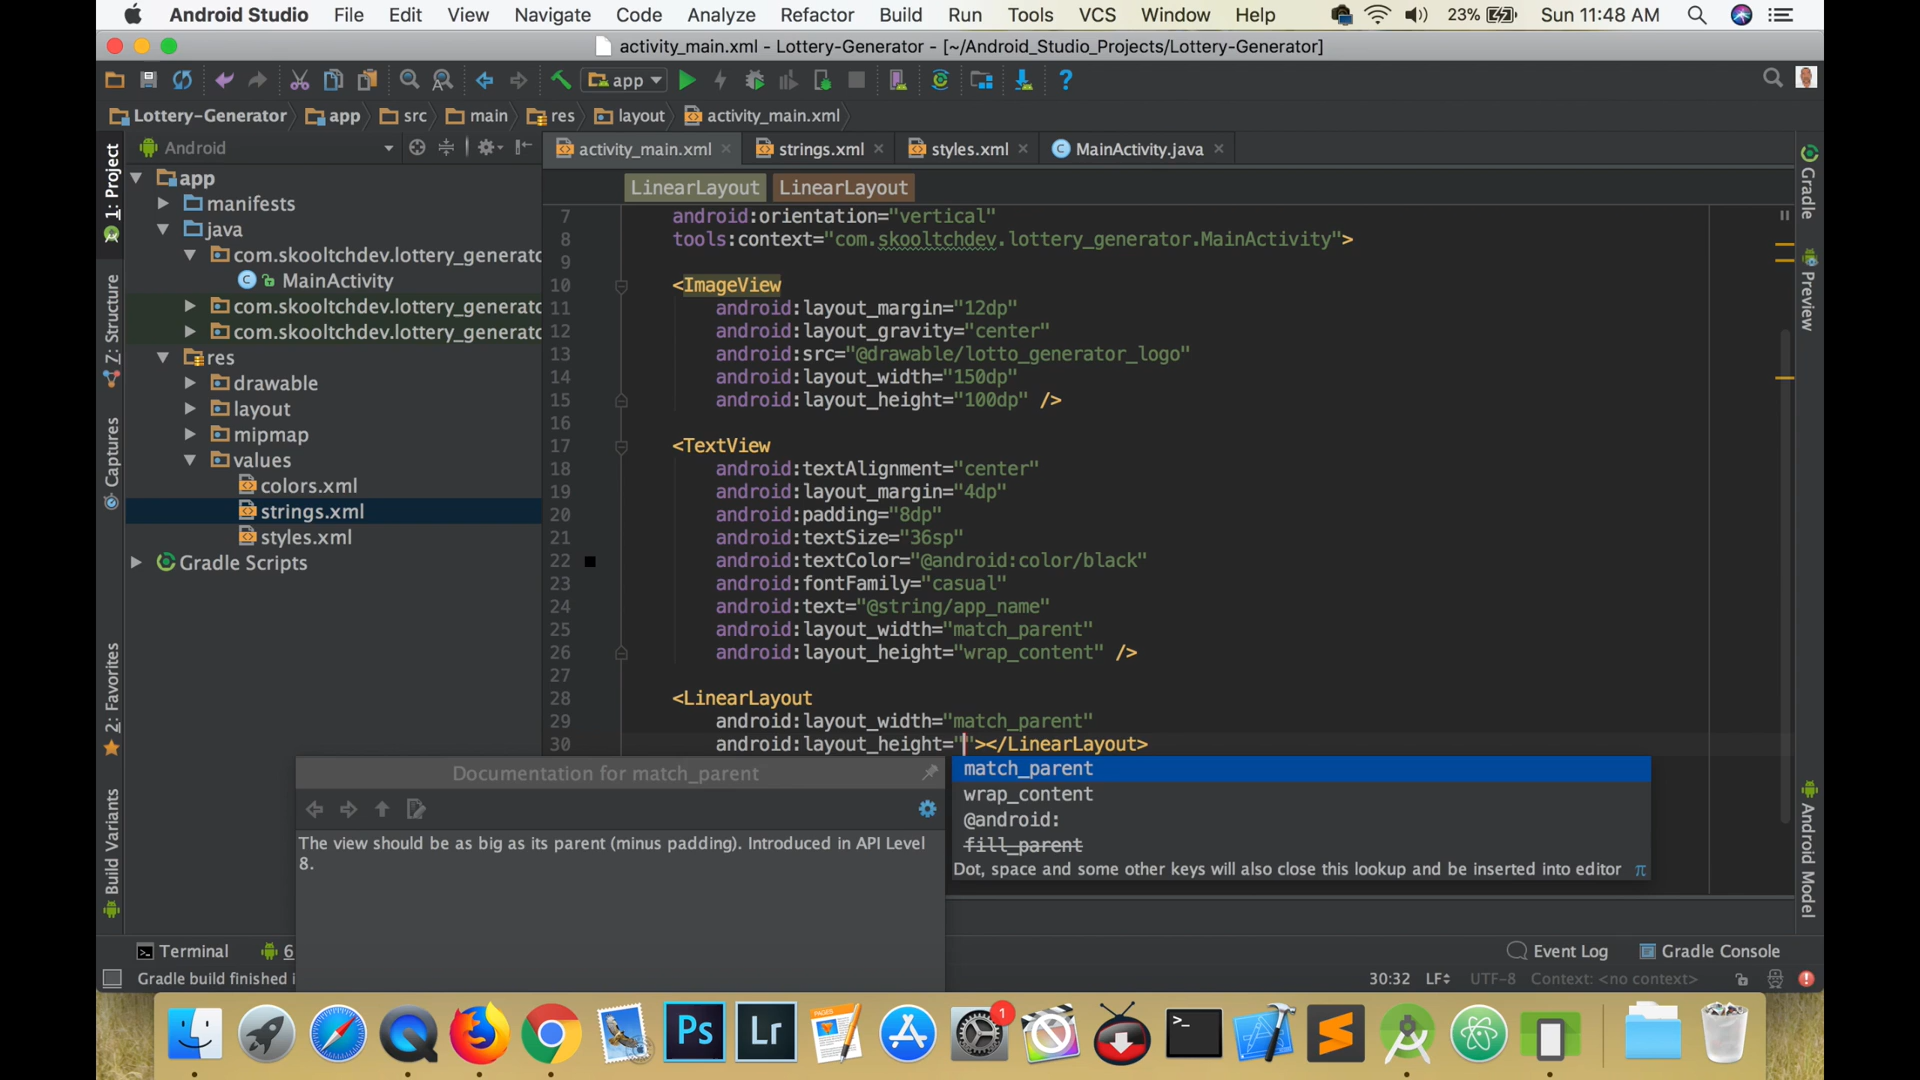 Android Studio File Edit View Navigate Code Analyze Refactor Build Run Tools VCS Window Help 23% Sun 11:48 AM
activity_main.xml - Lottery-Generator - [~/Android_Studio_Projects/Lottery-Generator]
app
Lottery-Generator app src main res layout activity_main.xml
Android
activity_main.xml strings.xml styles.xml MainActivity.java
LinearLayout LinearLayout
1: Project
7: Structure
Captures
2: Favorites
Build Variants
app
manifests
java
com.skooltchdev.lottery_generato
MainActivity
com.skooltchdev.lottery_generato
com.skooltchdev.lottery_generato
res
drawable
layout
mipmap
values
colors.xml
strings.xml
styles.xml
Gradle Scripts
7 android:orientation="vertical"
8 tools:context="com.skooltchdev.lottery_generator.MainActivity">
9
10 <ImageView
11 android:layout_margin="12dp"
12 android:layout_gravity="center"
13 android:src="@drawable/lotto_generator_logo"
14 android:layout_width="150dp"
15 android:layout_height="100dp" />
16
17 <TextView
18 android:textAlignment="center"
19 android:layout_margin="4dp"
20 android:padding="8dp"
21 android:textSize="36sp"
22 android:textColor="@android:color/black"
23 android:fontFamily="casual"
24 android:text="@string/app_name"
25 android:layout_width="match_parent"
26 android:layout_height="wrap_content" />
27
28 <LinearLayout
29 android:layout_width="match_parent"
30 android:layout_height=""></LinearLayout>
match_parent
wrap_content
@android:
fill_parent
Dot, space and some other keys will also close this lookup and be inserted into editor π
Documentation for match_parent
The view should be as big as its parent (minus padding). Introduced in API Level
8.
Gradle
Preview
Android Model
Terminal 6 Event Log Gradle Console
Gradle build finished i 30:32 LF UTF-8 Context: <no context>
Ps Lr PAGES 1 >_